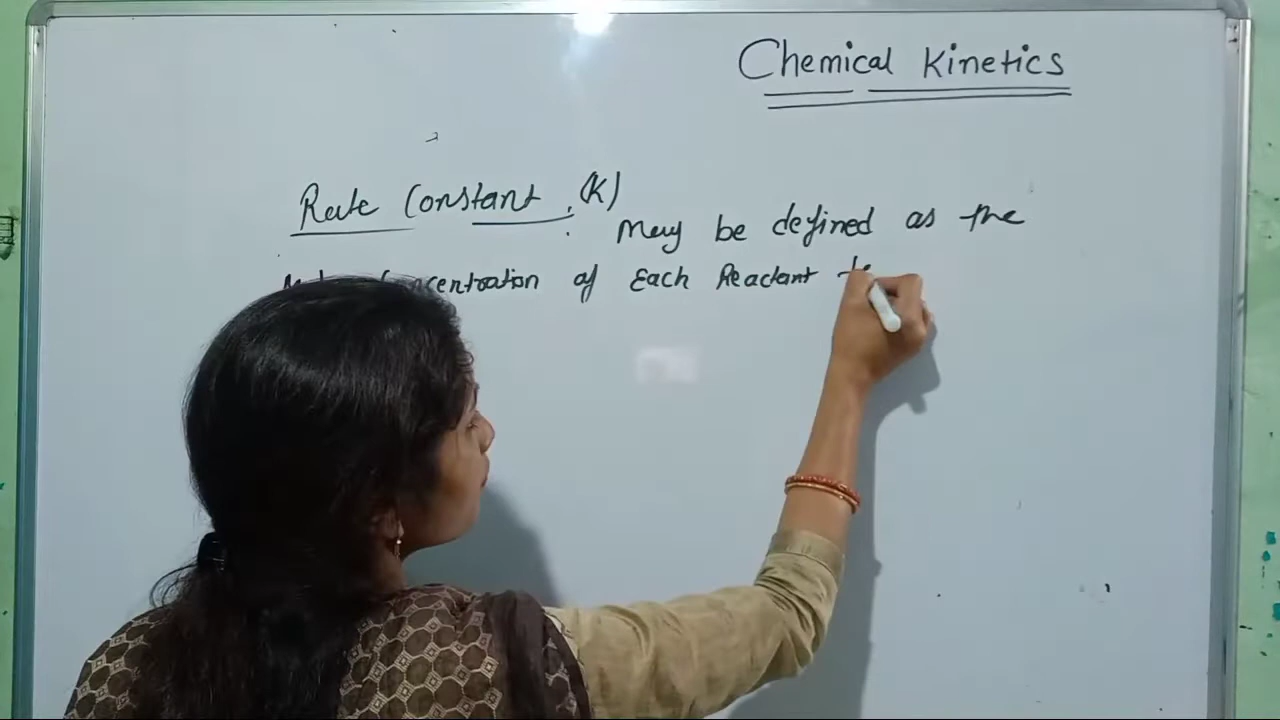 Chemical Kinetics
Rate Constant (K)
May be defined as the
Concentration of Each Reactant